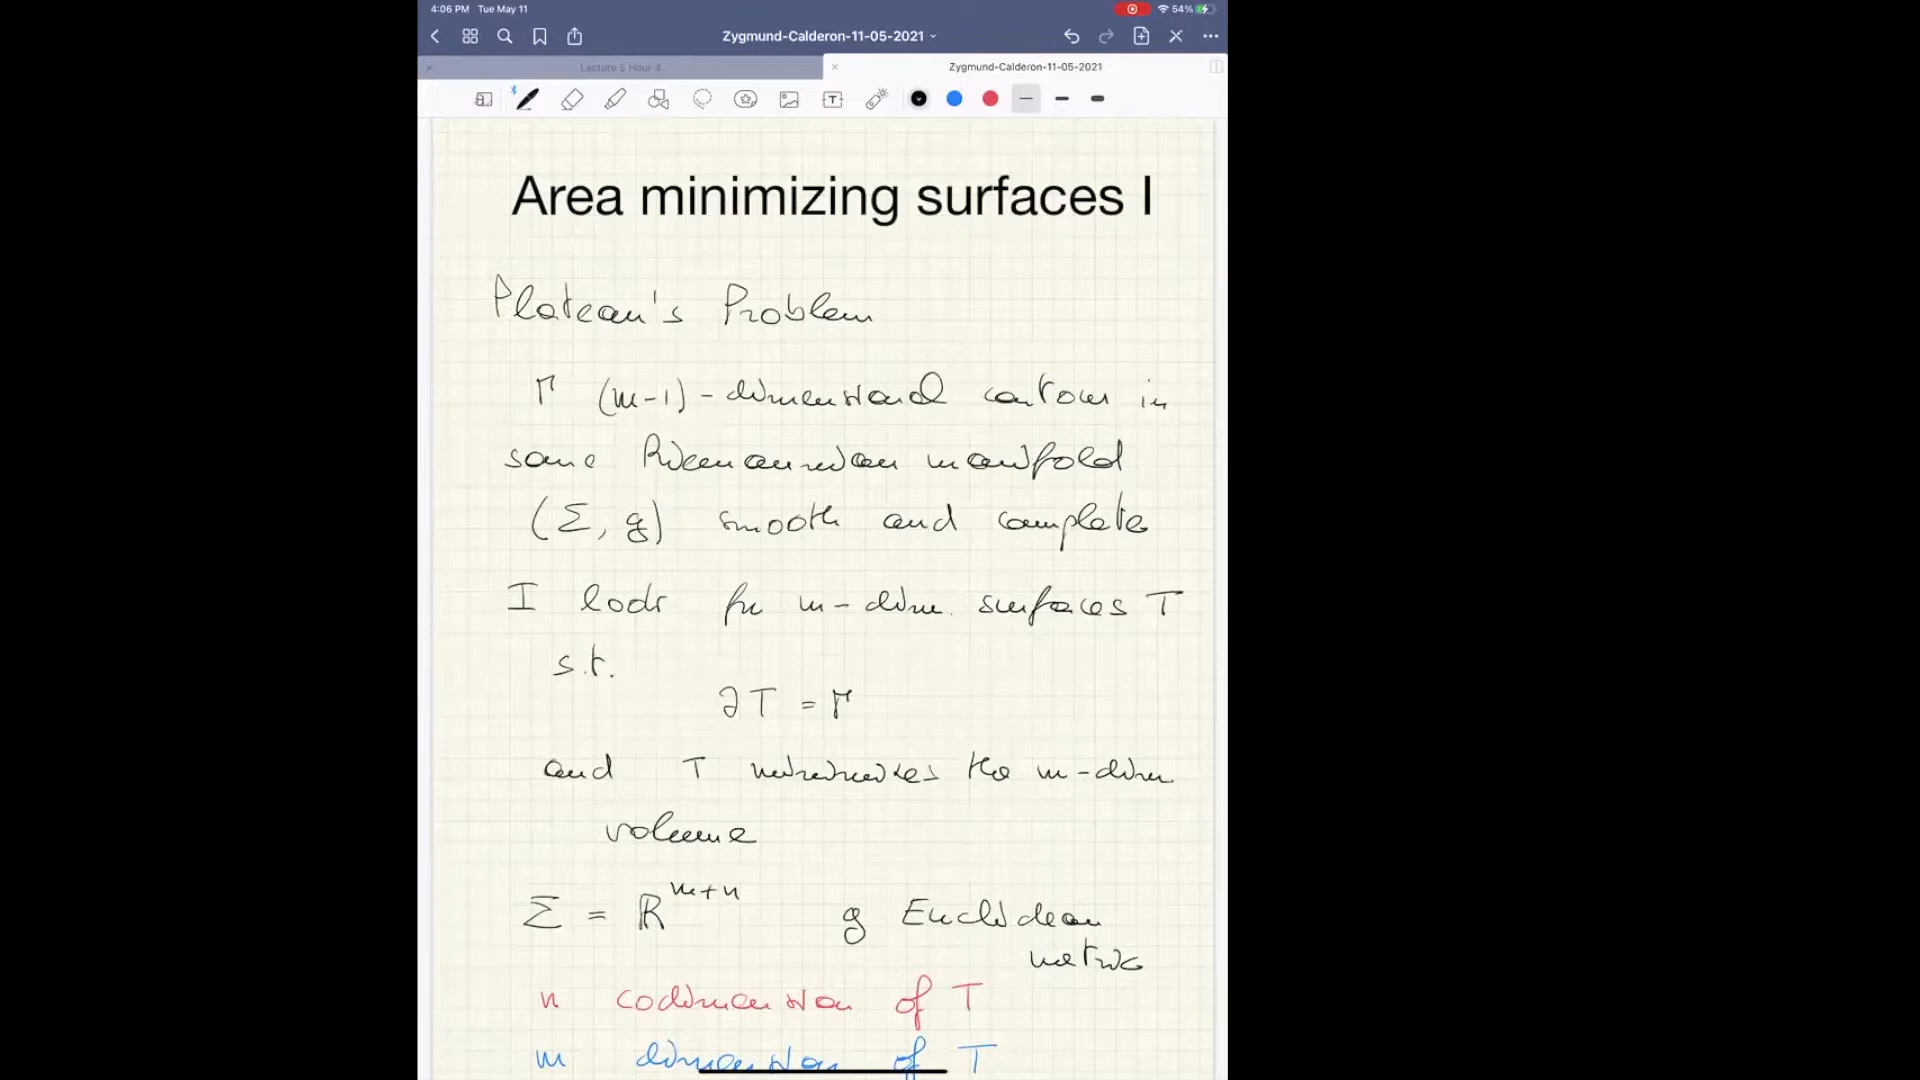 4:06 PM Tue May 11
54%
Zygmund-Calderon-11-05-2021
Lecture 5 Hour 4
Zygmund-Calderon-11-05-2021
Area minimizing surfaces I
Plateau's Problem
Γ (m-1)-dimensional contour in
some Riemannian manifold
(Σ, g) smooth and complete
I look for m-dim. surfaces T
s.t.
∂T = Γ
and T minimizes the m-dim
volume
Σ = ℝ^{m+n} g Euclidean
metric
n codimension of T
m dimension of T